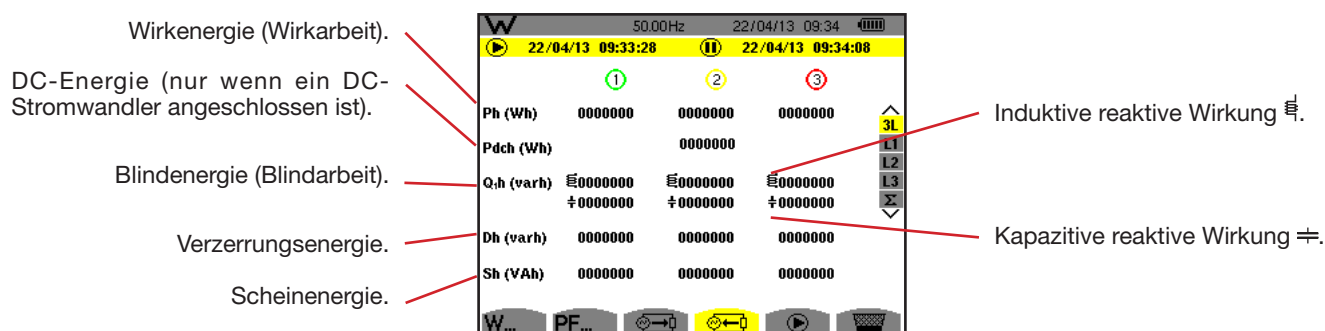 Wirkenergie (Wirkarbeit).
DC-Energie (nur wenn ein DC-
Stromwandler angeschlossen ist).
Blindenergie (Blindarbeit).
Verzerrungsenergie.
Scheinenergie.
W 50.00Hz 22/04/13 09:34
22/04/13 09:33:28 22/04/13 09:34:08
1 2 3
Ph (Wh) 0000000 0000000 0000000
Pdch (Wh) 0000000
Q₁h (varh) 0000000 0000000 0000000
0000000 0000000 0000000
Dh (varh) 0000000 0000000 0000000
Sh (VAh) 0000000 0000000 0000000
3L
L1
L2
L3
Σ
W... PF...
Induktive reaktive Wirkung .
Kapazitive reaktive Wirkung .